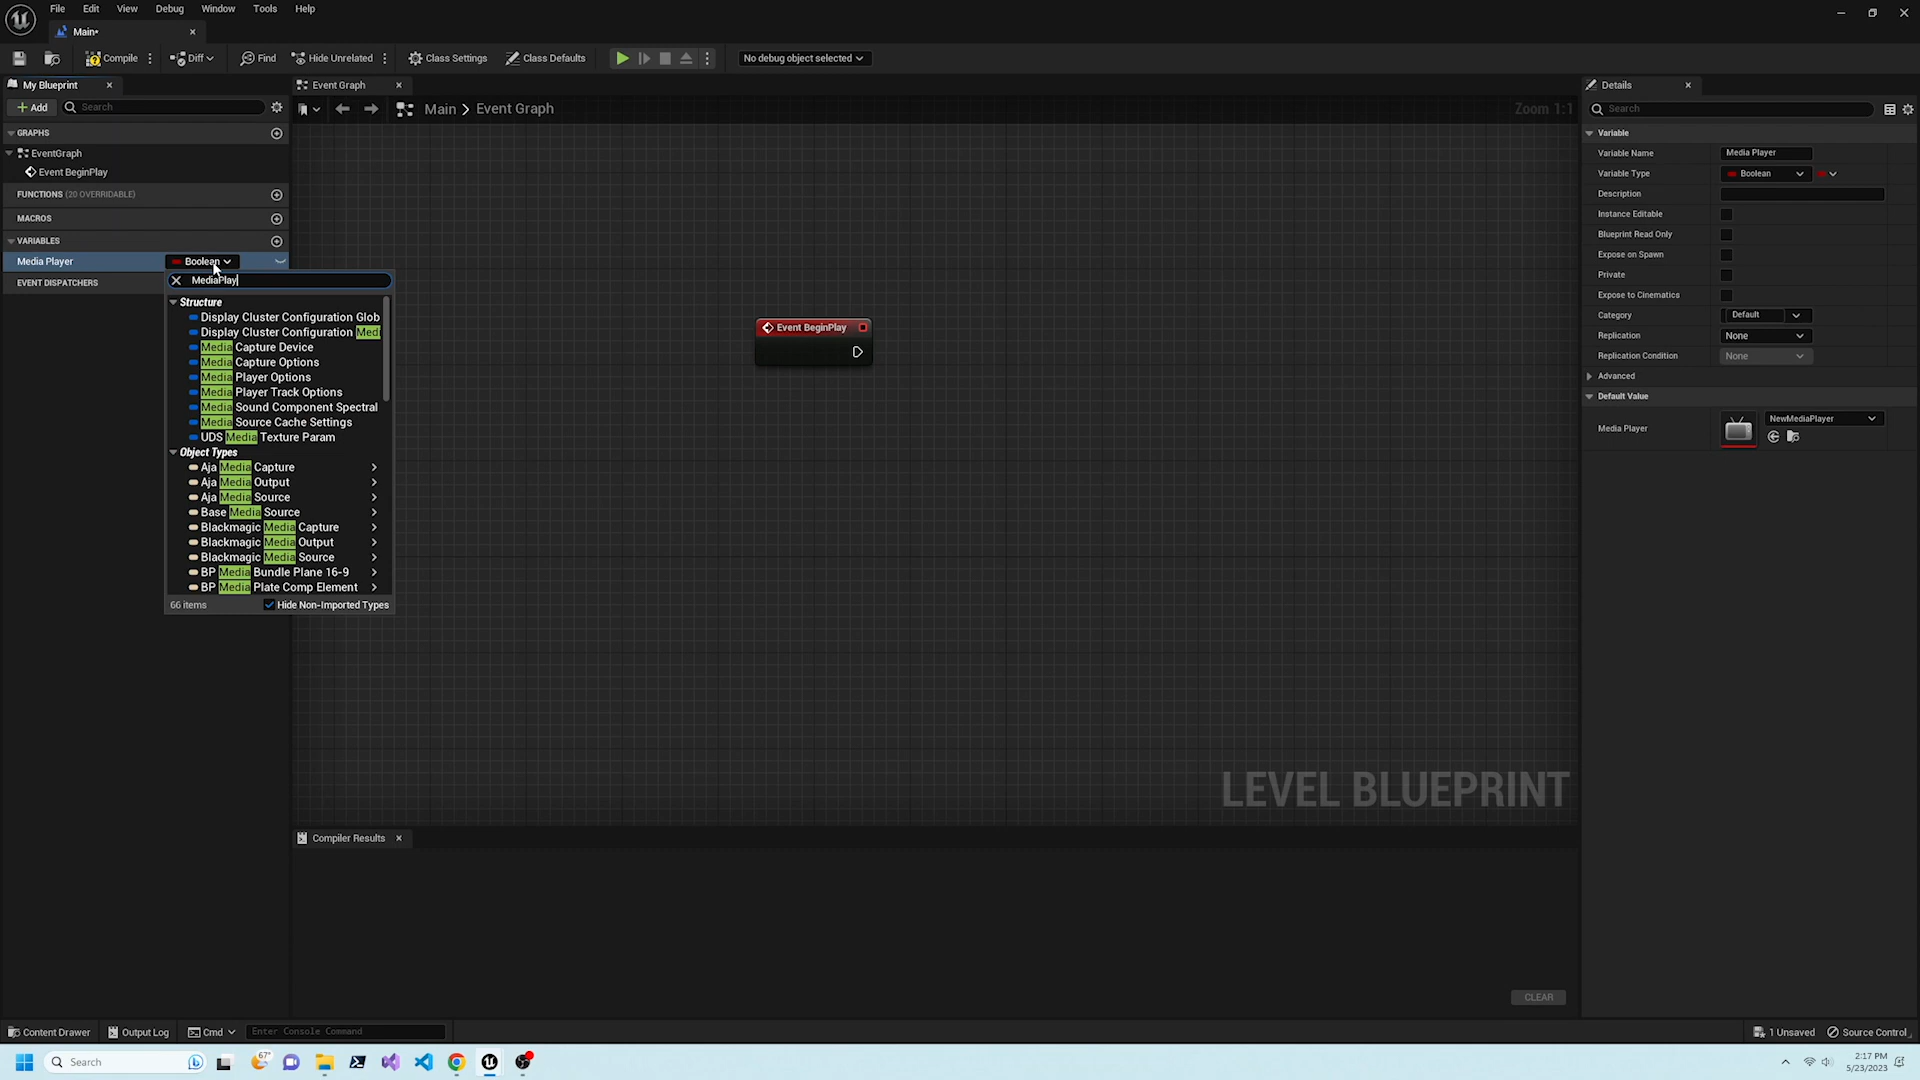 File Edit View Debug Window Tools Help
Main*
Compile Diff Find Hide Unrelated Class Settings Class Defaults No debug object selected
My Blueprint
Add Search
GRAPHS
EventGraph
Event BeginPlay
FUNCTIONS (20 OVERRIDABLE)
MACROS
VARIABLES
Media Player Boolean
EVENT DISPATCHERS
MediaPlay
Structure
Display Cluster Configuration Glob
Display Cluster Configuration Medi
Media Capture Device
Media Capture Options
Media Player Options
Media Player Track Options
Media Sound Component Spectral
Media Source Cache Settings
UDS Media Texture Param
Object Types
Aja Media Capture
Aja Media Output
Aja Media Source
Base Media Source
Blackmagic Media Capture
Blackmagic Media Output
Blackmagic Media Source
BP Media Bundle Plane 16-9
BP Media Plate Comp Element
66 items Hide Non-Imported Types
Event Graph
Main > Event Graph Zoom 1:1
Event BeginPlay
LEVEL BLUEPRINT
Compiler Results
CLEAR
Details
Search
Variable
Variable Name Media Player
Variable Type Boolean
Description
Instance Editable
Blueprint Read Only
Expose on Spawn
Private
Expose to Cinematics
Category Default
Replication None
Replication Condition None
Advanced
Default Value
Media Player NewMediaPlayer
Content Drawer Output Log Cmd Enter Console Command 1 Unsaved Source Control
Search 67° 2:17 PM
5/23/2023